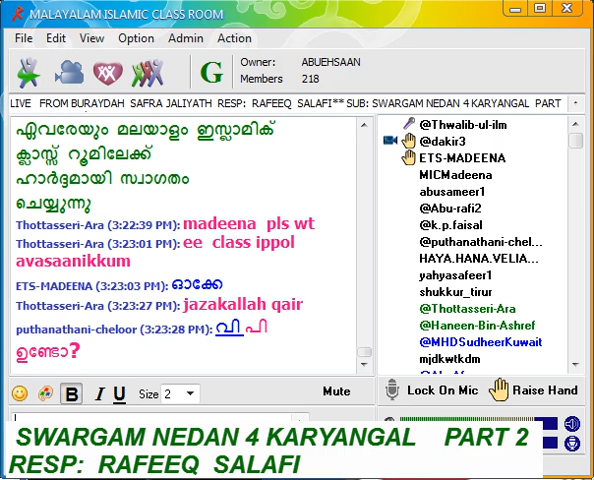 MALAYALAM ISLAMIC CLASS ROOM
File Edit View Option Admin Action
G
Owner: ABUEHSAAN
Members 218
LIVE FROM BURAYDAH SAFRA JALIYATH RESP: RAFEEQ SALAFI** SUB: SWARGAM NEDAN 4 KARYANGAL PART
ഏവരേയും മലയാളം ഇസ്ലാമിക്
ക്ലാസ്സ് റൂമിലേക്ക്
ഹാർദ്ദമായി സ്വാഗതം
ചെയ്യുന്നു
Thottasseri-Ara (3:22:39 PM): madeena pls wt
Thottasseri-Ara (3:23:01 PM): ee class ippol
avasaanikkum
ETS-MADEENA (3:23:03 PM): ഓക്കേ
Thottasseri-Ara (3:23:27 PM): jazakallah qair
puthanathani-cheloor (3:23:28 PM): വി പി
ഉണ്ടോ?
@Thwalib-ul-ilm
@dakir3
ETS-MADEENA
MICMadeena
abusameer1
@Abu-rafi2
@k.p.faisal
@puthanathani-chel...
HAYA.HANA.VELIA...
yahyasafeer1
shukkur_tirur
@Thottasseri-Ara
@Haneen-Bin-Ashref
@MHDSudheerKuwait
mjdkwtkdm
B I U Size 2 Mute
Lock On Mic Raise Hand
SWARGAM NEDAN 4 KARYANGAL PART 2
RESP: RAFEEQ SALAFI